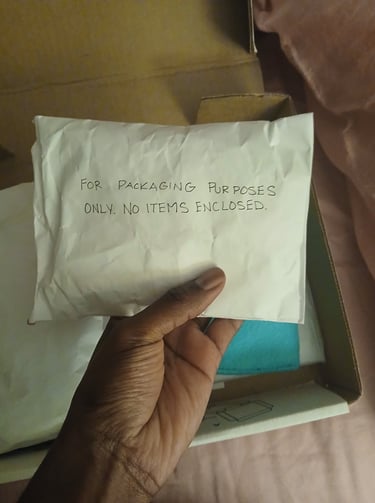 FOR PACKAGING PURPOSES
ONLY. NO ITEMS ENCLOSED.